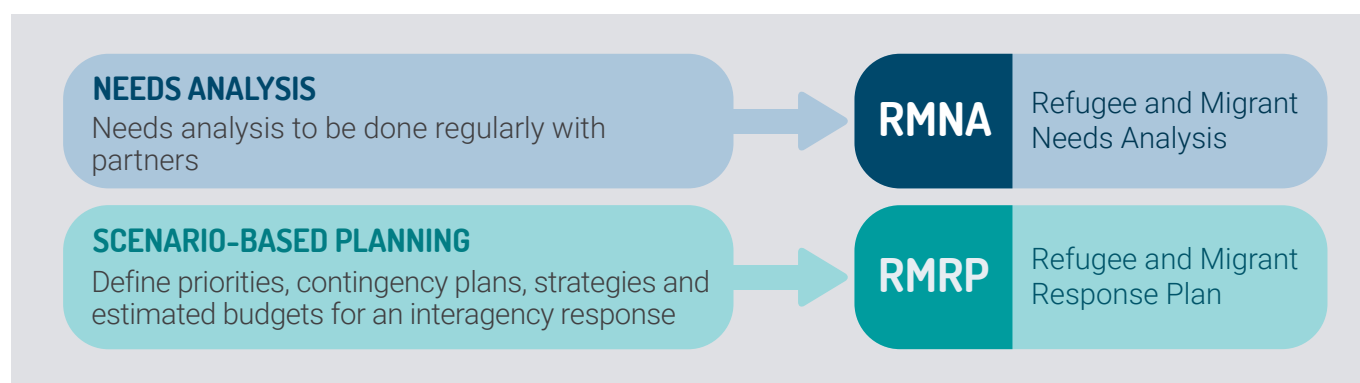 NEEDS ANALYSIS
Needs analysis to be done regularly with
partners
RMNA
Refugee and Migrant
Needs Analysis
SCENARIO-BASED PLANNING
Define priorities, contingency plans, strategies and
estimated budgets for an interagency response
RMRP
Refugee and Migrant
Response Plan